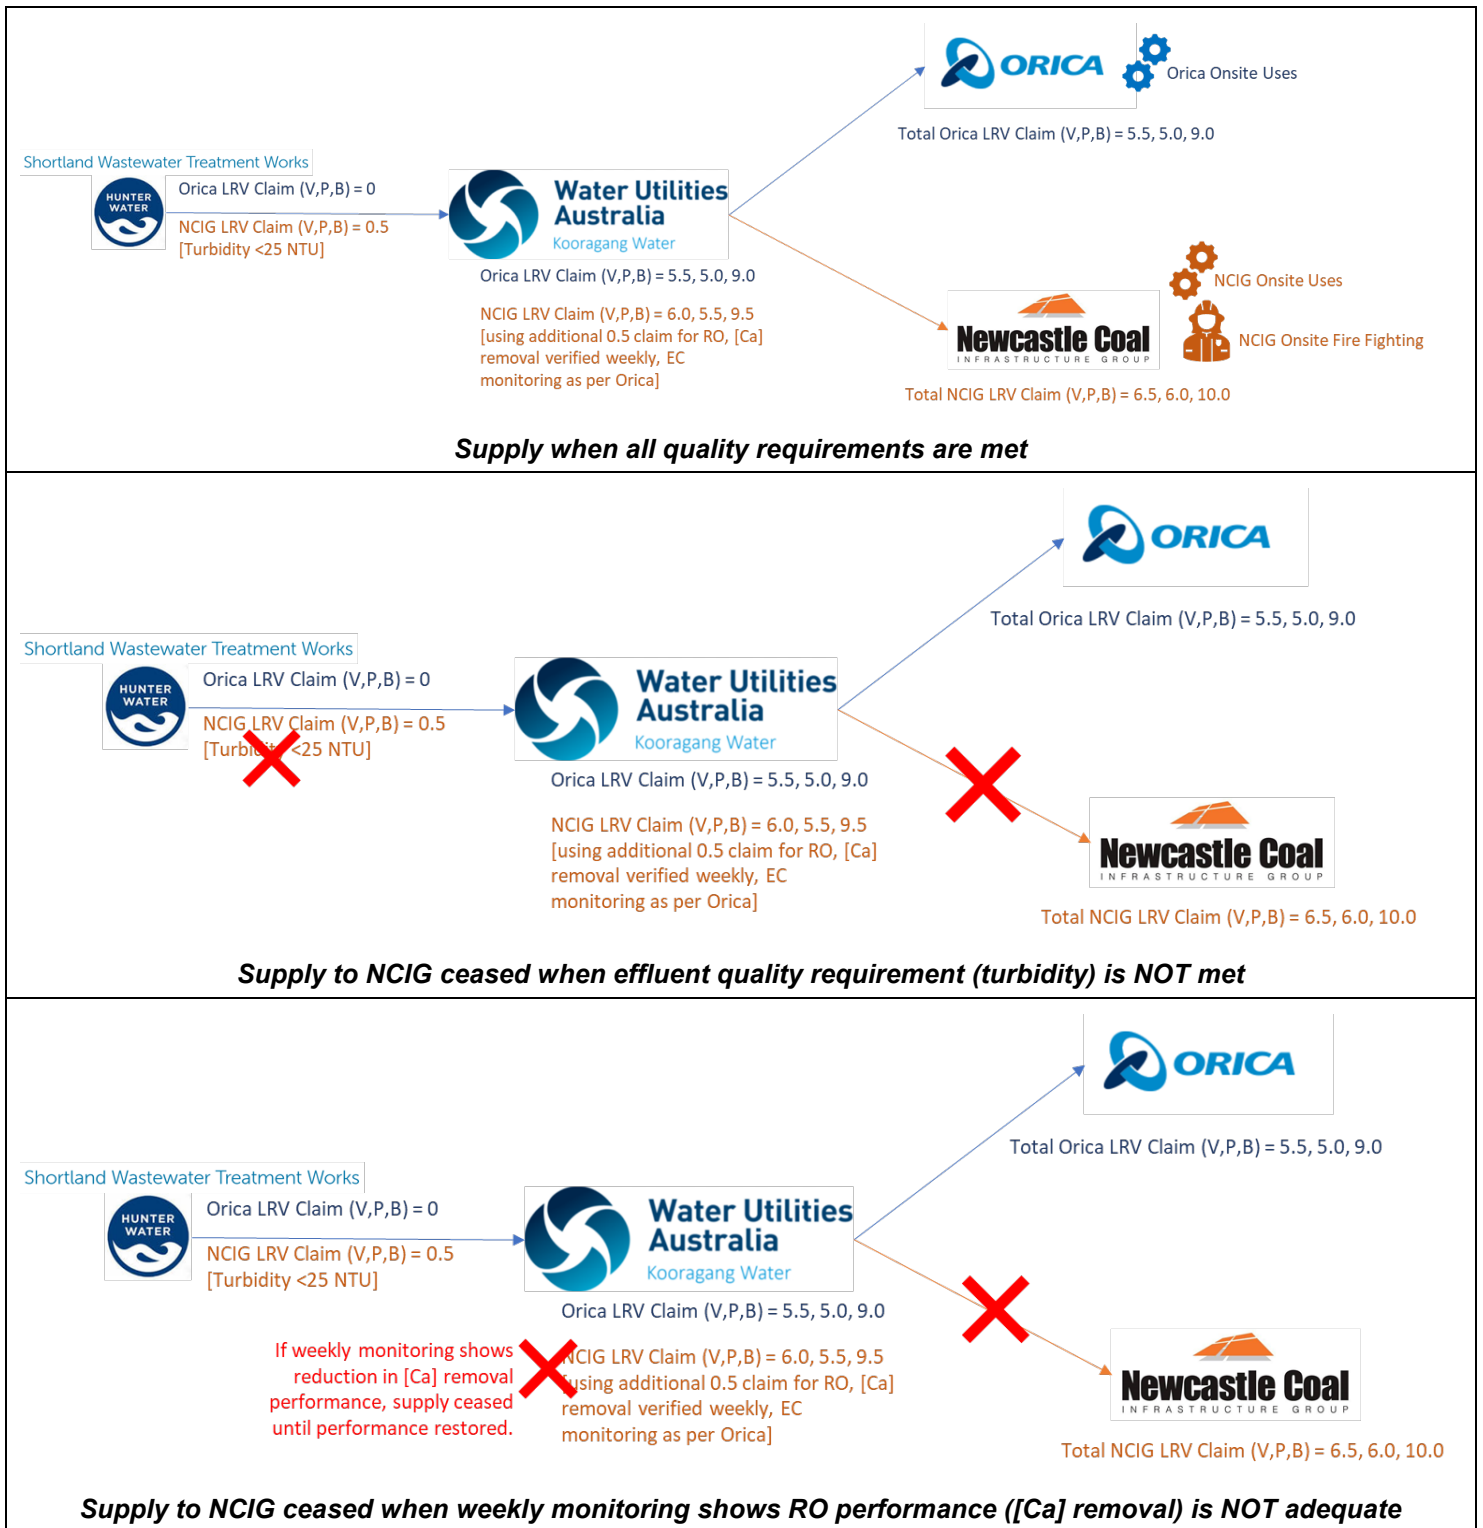 ORICA
Orica Onsite Uses
Total Orica LRV Claim (V,P,B) = 5.5, 5.0, 9.0
Shortland Wastewater Treatment Works
HUNTER
WATER
Orica LRV Claim (V,P,B) = 0
NCIG LRV Claim (V,P,B) = 0.5
[Turbidity <25 NTU]
Water Utilities
Australia
Kooragang Water
Orica LRV Claim (V,P,B) = 5.5, 5.0, 9.0
NCIG LRV Claim (V,P,B) = 6.0, 5.5, 9.5
[using additional 0.5 claim for RO, [Ca]
removal verified weekly, EC
monitoring as per Orica]
NCIG Onsite Uses
NCIG Onsite Fire Fighting
Newcastle Coal
INFRASTRUCTURE GROUP
Total NCIG LRV Claim (V,P,B) = 6.5, 6.0, 10.0
Supply when all quality requirements are met
ORICA
Total Orica LRV Claim (V,P,B) = 5.5, 5.0, 9.0
Shortland Wastewater Treatment Works
HUNTER
WATER
Orica LRV Claim (V,P,B) = 0
NCIG LRV Claim (V,P,B) = 0.5
[Turbidity <25 NTU]
Water Utilities
Australia
Kooragang Water
Orica LRV Claim (V,P,B) = 5.5, 5.0, 9.0
NCIG LRV Claim (V,P,B) = 6.0, 5.5, 9.5
[using additional 0.5 claim for RO, [Ca]
removal verified weekly, EC
monitoring as per Orica]
Newcastle Coal
INFRASTRUCTURE GROUP
Total NCIG LRV Claim (V,P,B) = 6.5, 6.0, 10.0
Supply to NCIG ceased when effluent quality requirement (turbidity) is NOT met
ORICA
Total Orica LRV Claim (V,P,B) = 5.5, 5.0, 9.0
Shortland Wastewater Treatment Works
HUNTER
WATER
Orica LRV Claim (V,P,B) = 0
NCIG LRV Claim (V,P,B) = 0.5
[Turbidity <25 NTU]
Water Utilities
Australia
Kooragang Water
Orica LRV Claim (V,P,B) = 5.5, 5.0, 9.0
If weekly monitoring shows
reduction in [Ca] removal
performance, supply ceased
until performance restored.
NCIG LRV Claim (V,P,B) = 6.0, 5.5, 9.5
[using additional 0.5 claim for RO, [Ca]
removal verified weekly, EC
monitoring as per Orica]
Newcastle Coal
INFRASTRUCTURE GROUP
Total NCIG LRV Claim (V,P,B) = 6.5, 6.0, 10.0
Supply to NCIG ceased when weekly monitoring shows RO performance ([Ca] removal) is NOT adequate